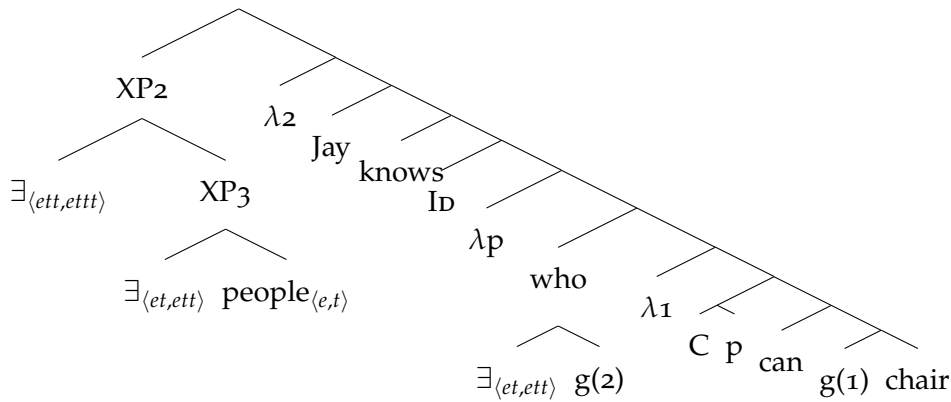 XP2
λ2
Jay
∃⟨ett,ettt⟩ XP3 knows
ID
λp
∃⟨et,ett⟩ people⟨e,t⟩ who
λ1
C p can
∃⟨et,ett⟩ g(2) g(1) chair